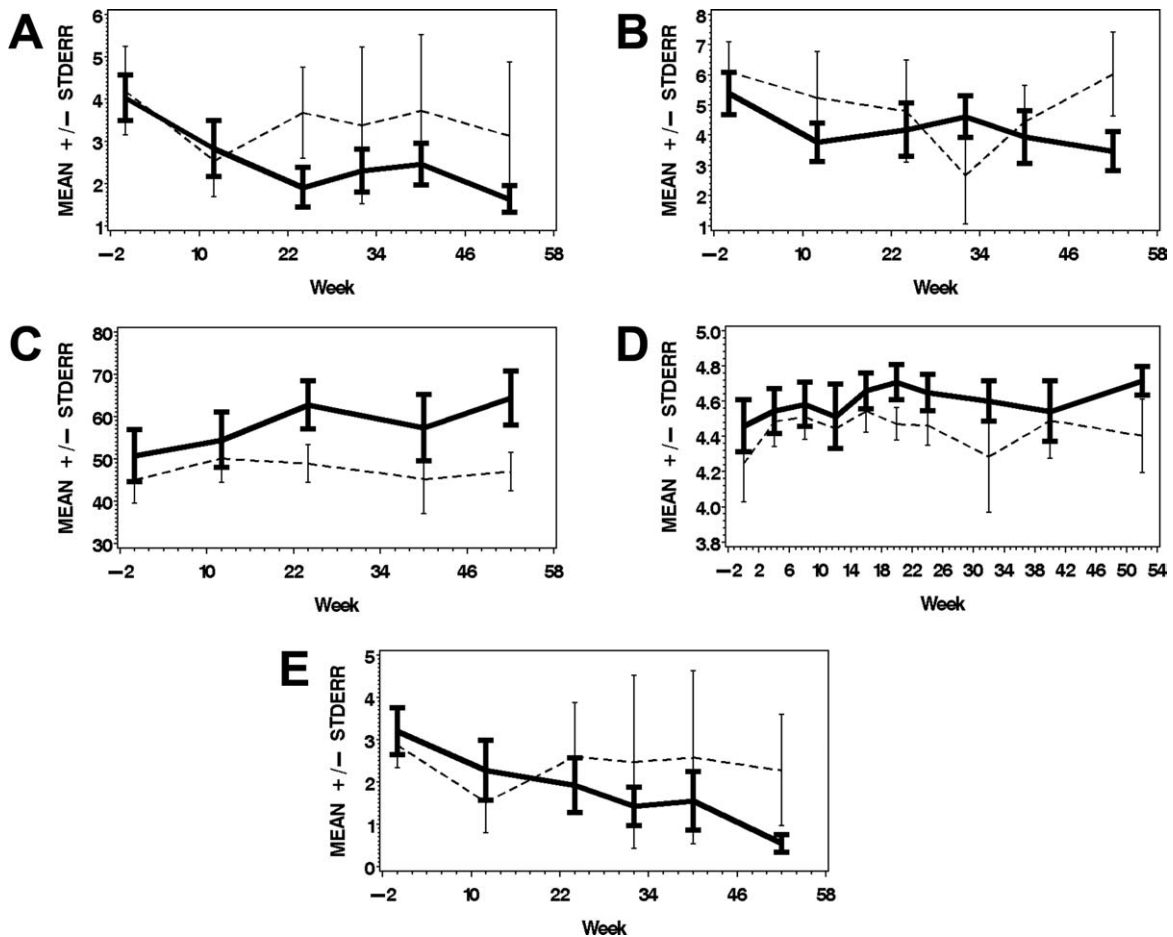 A
MEAN +/− STDERR
6
5
4
3
2
1
−2 10 22 34 46 58
Week
B
MEAN +/− STDERR
8
7
6
5
4
3
2
1
−2 10 22 34 46 58
Week
C
MEAN +/− STDERR
80
70
60
50
40
30
−2 10 22 34 46 58
Week
D
MEAN +/− STDERR
5.0
4.8
4.6
4.4
4.2
4.0
3.8
−2 2 6 10 14 18 22 26 30 34 38 42 46 50 54
Week
E
MEAN +/− STDERR
5
4
3
2
1
0
−2 10 22 34 46 58
Week